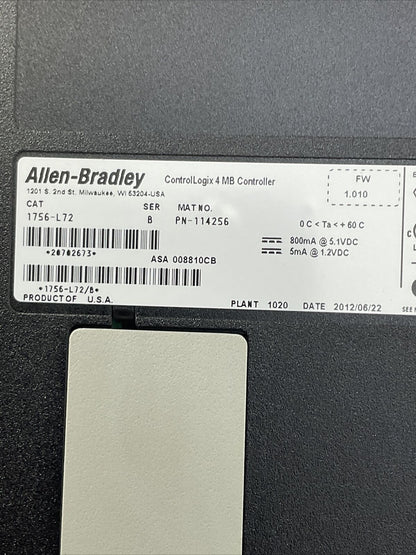 Allen-Bradley ControlLogix 4 MB Controller
1201 S. 2nd St. Milwaukee, WI 53204-USA
FW
1.010
CAT SER MAT NO.
1756-L72 B PN-114256
0 C < Ta < + 60 C
800mA @ 5.1VDC
5mA @ 1.2VDC
*20702673*
ASA 008810CB
*1756-L72/B*
PRODUCT OF U.S.A.
PLANT 1020 DATE 2012/06/22